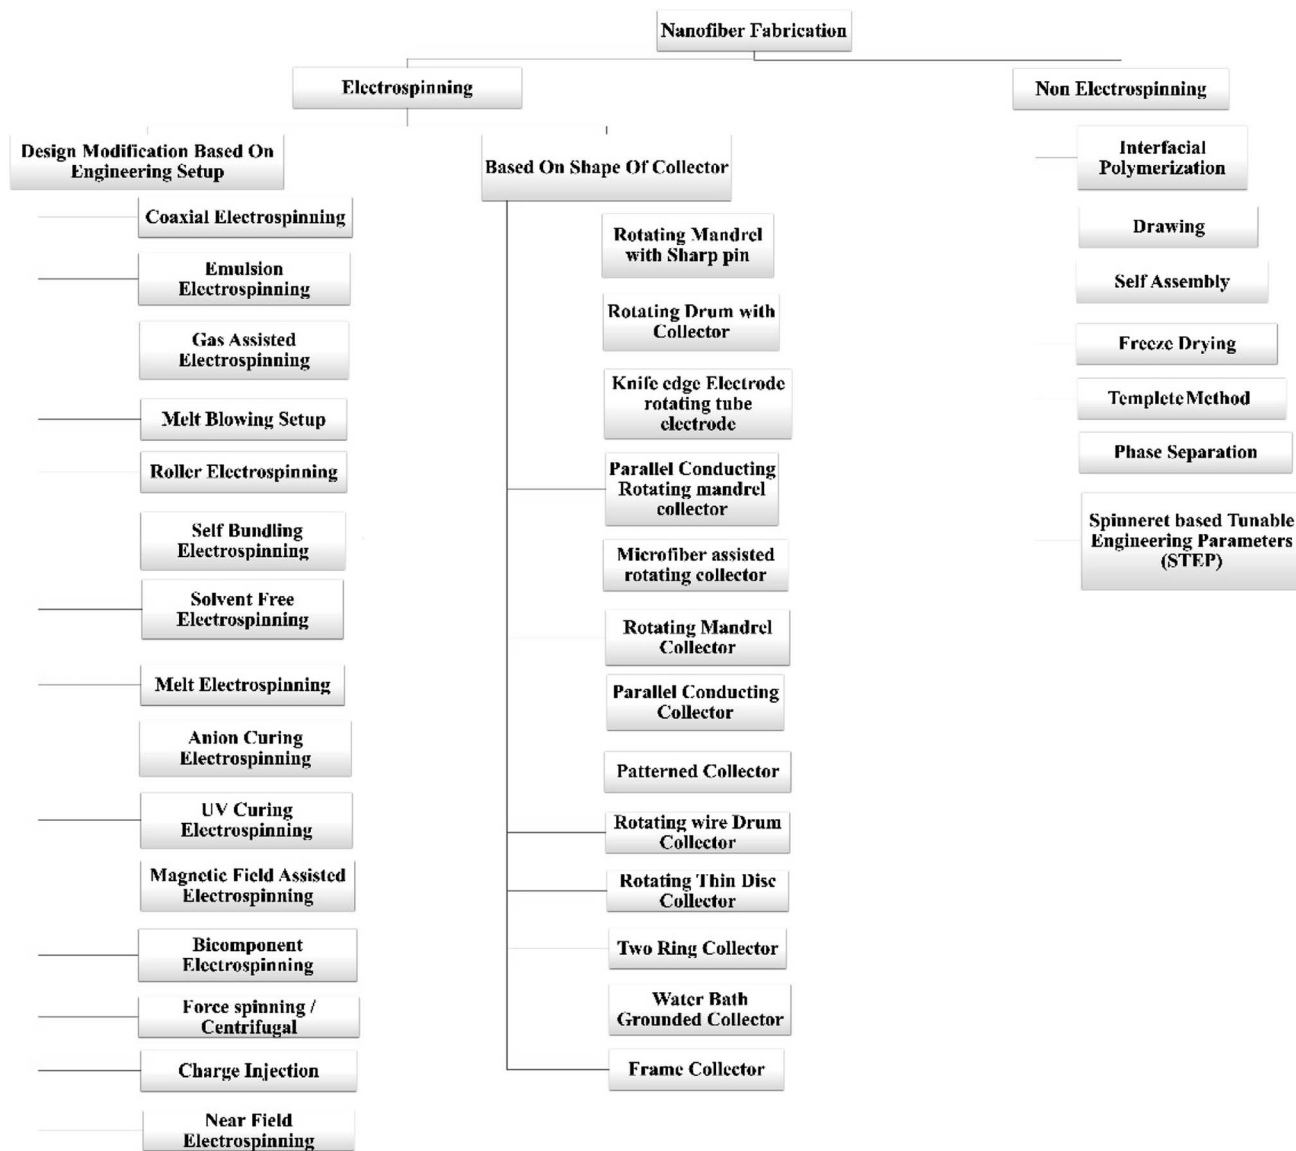 Nanofiber Fabrication
Electrospinning
Non Electrospinning
Design Modification Based On
Engineering Setup
Based On Shape Of Collector
Coaxial Electrospinning
Emulsion
Electrospinning
Gas Assisted
Electrospinning
Melt Blowing Setup
Roller Electrospinning
Self Bundling
Electrospinning
Solvent Free
Electrospinning
Melt Electrospinning
Anion Curing
Electrospinning
UV Curing
Electrospinning
Magnetic Field Assisted
Electrospinning
Bicomponent
Electrospinning
Force spinning /
Centrifugal
Charge Injection
Near Field
Electrospinning
Rotating Mandrel
with Sharp pin
Rotating Drum with
Collector
Knife edge Electrode
rotating tube
electrode
Parallel Conducting
Rotating mandrel
collector
Microfiber assisted
rotating collector
Rotating Mandrel
Collector
Parallel Conducting
Collector
Patterned Collector
Rotating wire Drum
Collector
Rotating Thin Disc
Collector
Two Ring Collector
Water Bath
Grounded Collector
Frame Collector
Interfacial
Polymerization
Drawing
Self Assembly
Freeze Drying
Templete Method
Phase Separation
Spinneret based Tunable
Engineering Parameters
(STEP)